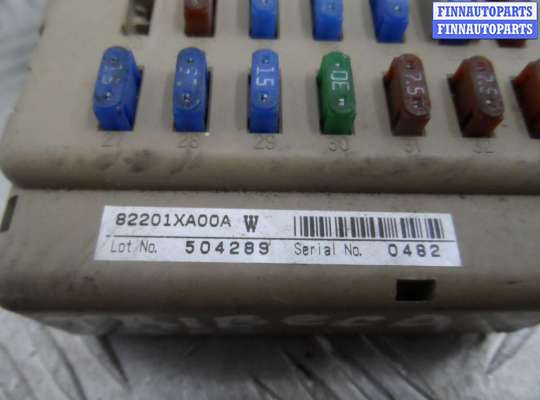 FINNAUTOPARTS
FINNAUTOPARTS
15 15 15 30 7.5 7.5
27 28 29 30 31 32
82201XA00A W
Lot No. 504289 Serial No. 0482